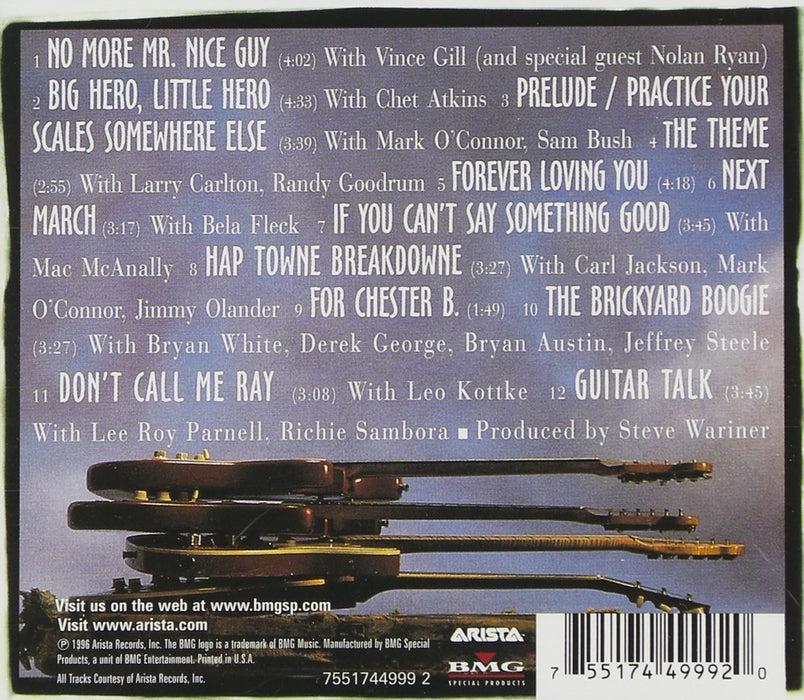 1 NO MORE MR. NICE GUY (4:02) With Vince Gill (and special guest Nolan Ryan)
2 BIG HERO, LITTLE HERO (4:33) With Chet Atkins 3 PRELUDE / PRACTICE YOUR
SCALES SOMEWHERE ELSE (3:39) With Mark O'Connor, Sam Bush 4 THE THEME
(2:55) With Larry Carlton, Randy Goodrum 5 FOREVER LOVING YOU (4:18) 6 NEXT
MARCH (3:17) With Bela Fleck 7 IF YOU CAN'T SAY SOMETHING GOOD (3:45) With
Mac McAnally 8 HAP TOWNE BREAKDOWNE (3:27) With Carl Jackson, Mark
O'Connor, Jimmy Olander 9 FOR CHESTER B. (1:49) 10 THE BRICKYARD BOOGIE
(3:27) With Bryan White, Derek George, Bryan Austin, Jeffrey Steele
11 DON'T CALL ME RAY (3:08) With Leo Kottke 12 GUITAR TALK (3:45)
With Lee Roy Parnell, Richie Sambora ■ Produced by Steve Wariner
Visit us on the web at www.bmgsp.com
Visit www.arista.com
℗ 1996 Arista Records, Inc. The BMG logo is a trademark of BMG Music. Manufactured by BMG Special
Products, a unit of BMG Entertainment. Printed in U.S.A.
All Tracks Courtesy of Arista Records, Inc.
7551744999 2
ARISTA
BMG
SPECIAL PRODUCTS
7 55174 49992 0